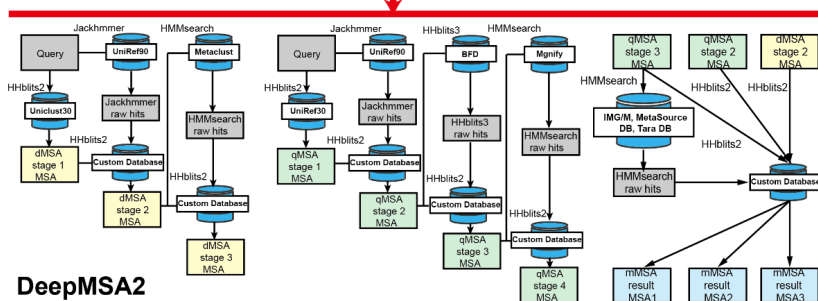 Jackhmmer
HMMsearch
Query
UniRef90
Metaclust
HHblits2
Uniclust30
Jackhmmer
raw hits
HMMsearch
raw hits
HHblits2
HHblits2
dMSA
stage 1
MSA
Custom Database
dMSA
stage 2
MSA
Custom Database
dMSA
stage 3
MSA
Jackhmmer
HHblits3
HMMsearch
Query
UniRef90
BFD
Mgnify
HHblits2
UniRef30
Jackhmmer
raw hits
HHblits3
raw hits
HMMsearch
raw hits
HHblits2
HHblits2
HHblits2
qMSA
stage 1
MSA
Custom Database
qMSA
stage 2
MSA
Custom Database
qMSA
stage 3
MSA
Custom Database
qMSA
stage 4
MSA
qMSA
stage 3
MSA
qMSA
stage 2
MSA
dMSA
stage 2
MSA
HMMsearch
HHblits2
HHblits2
HHblits2
IMG/M, MetaSource
DB, Tara DB
HMMsearch
raw hits
Custom Database
mMSA
result
MSA1
mMSA
result
MSA2
mMSA
result
MSA3
DeepMSA2